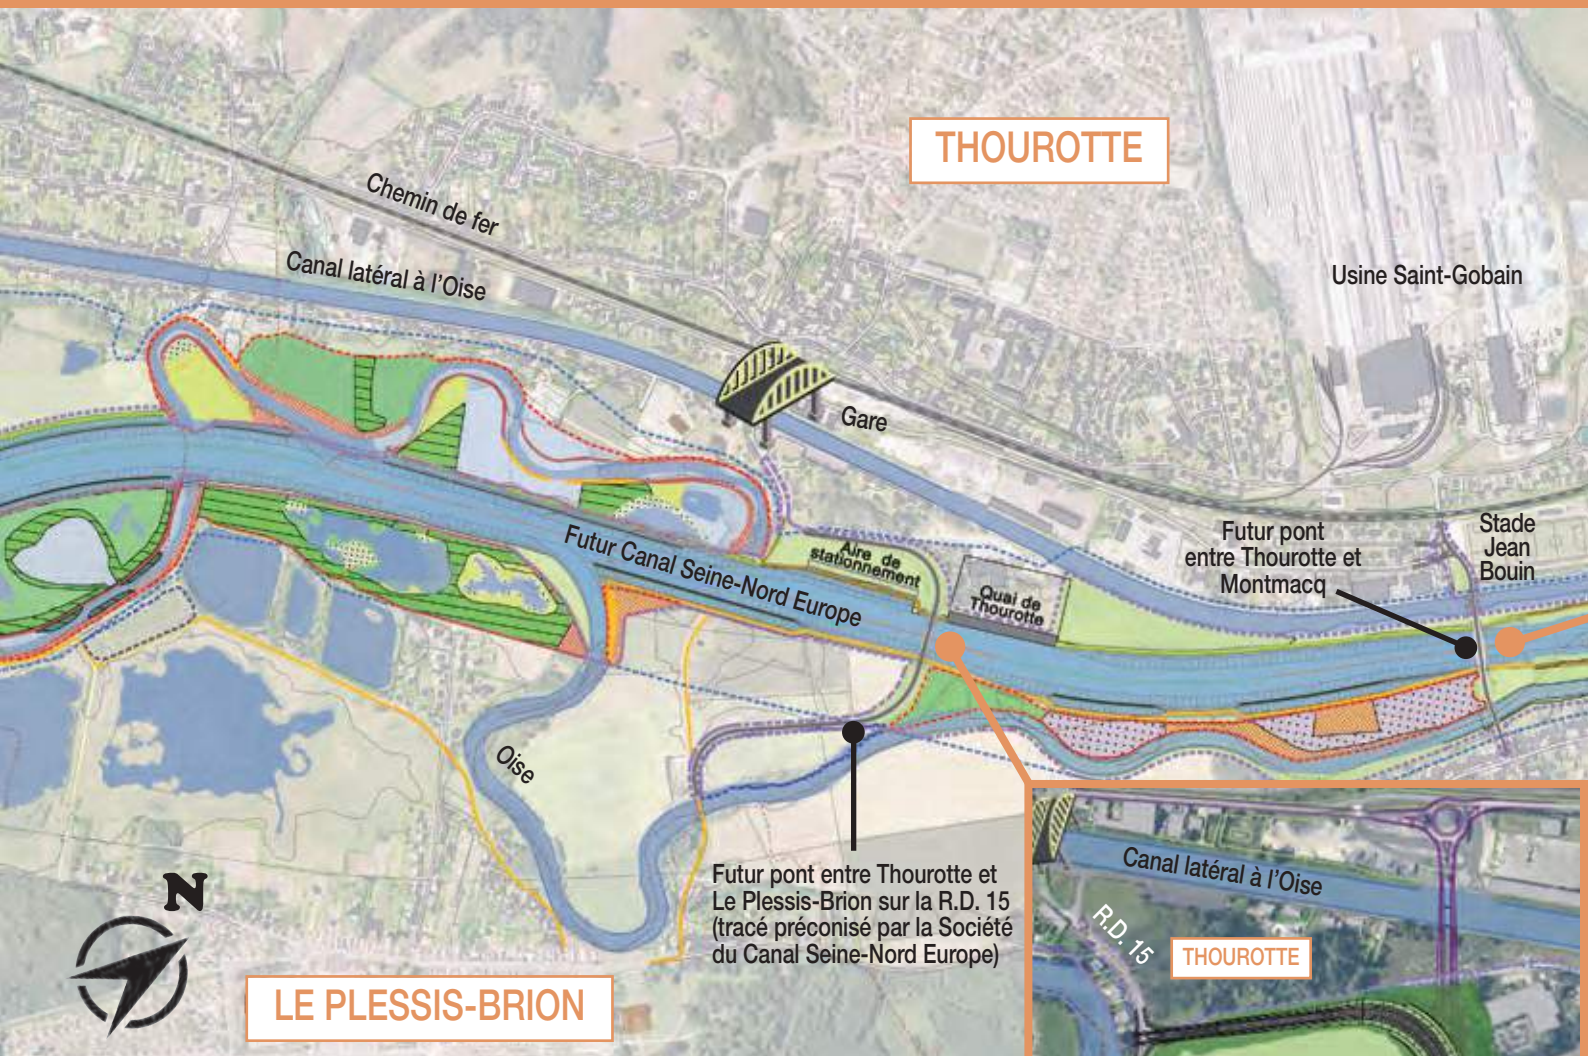 THOUROTTE
Chemin de fer
Canal latéral à l'Oise
Usine Saint-Gobain
Gare
Futur pont
entre Thourotte et
Montmacq
Stade
Jean
Bouin
Futur Canal Seine-Nord Europe
Aire de
stationnement
Quai de
Thourotte
Oise
Futur pont entre Thourotte et
Le Plessis-Brion sur la R.D. 15
(tracé préconisé par la Société
du Canal Seine-Nord Europe)
N
LE PLESSIS-BRION
Canal latéral à l'Oise
R.D. 15
THOUROTTE